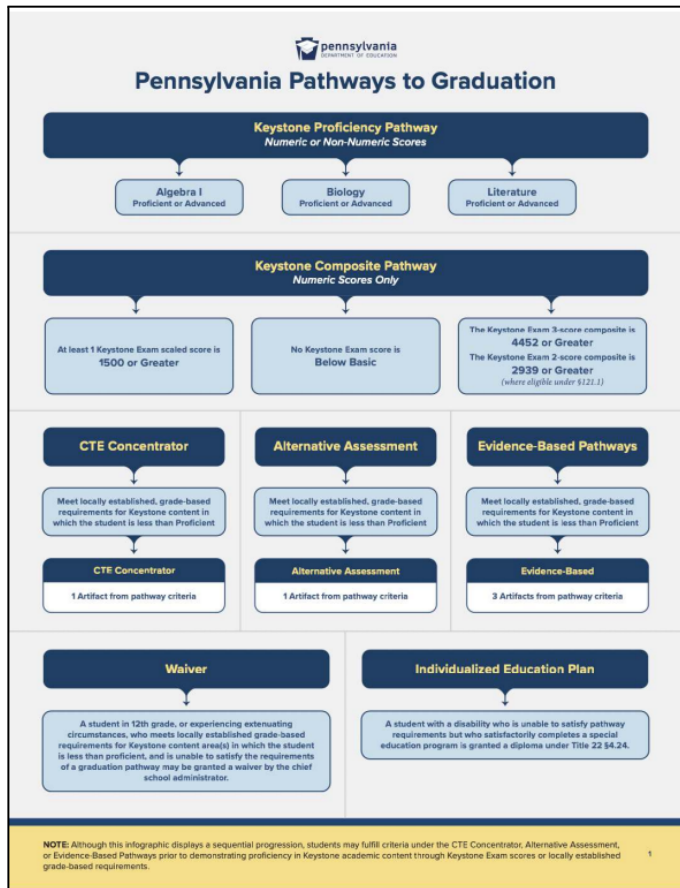 pennsylvania
DEPARTMENT OF EDUCATION
Pennsylvania Pathways to Graduation
Keystone Proficiency Pathway
Numeric or Non-Numeric Scores
Algebra I
Proficient or Advanced
Biology
Proficient or Advanced
Literature
Proficient or Advanced
Keystone Composite Pathway
Numeric Scores Only
At least 1 Keystone Exam scaled score is
1500 or Greater
No Keystone Exam score is
Below Basic
The Keystone Exam 3-score composite is
4452 or Greater
The Keystone Exam 2-score composite is
2939 or Greater
(where eligible under §121.1)
CTE Concentrator
Meet locally established, grade-based
requirements for Keystone content in
which the student is less than Proficient
CTE Concentrator
1 Artifact from pathway criteria
Alternative Assessment
Meet locally established, grade-based
requirements for Keystone content in
which the student is less than Proficient
Alternative Assessment
1 Artifact from pathway criteria
Evidence-Based Pathways
Meet locally established, grade-based
requirements for Keystone content in
which the student is less than Proficient
Evidence-Based
3 Artifacts from pathway criteria
Waiver
A student in 12th grade, or experiencing extenuating
circumstances, who meets locally established grade-based
requirements for Keystone content area(s) in which the student
is less than proficient, and is unable to satisfy the requirements
of a graduation pathway may be granted a waiver by the chief
school administrator.
Individualized Education Plan
A student with a disability who is unable to satisfy pathway
requirements but who satisfactorily completes a special
education program is granted a diploma under Title 22 §4.24.
NOTE: Although this infographic displays a sequential progression, students may fulfill criteria under the CTE Concentrator, Alternative Assessment,
or Evidence-Based Pathways prior to demonstrating proficiency in Keystone academic content through Keystone Exam scores or locally established
grade-based requirements.
1